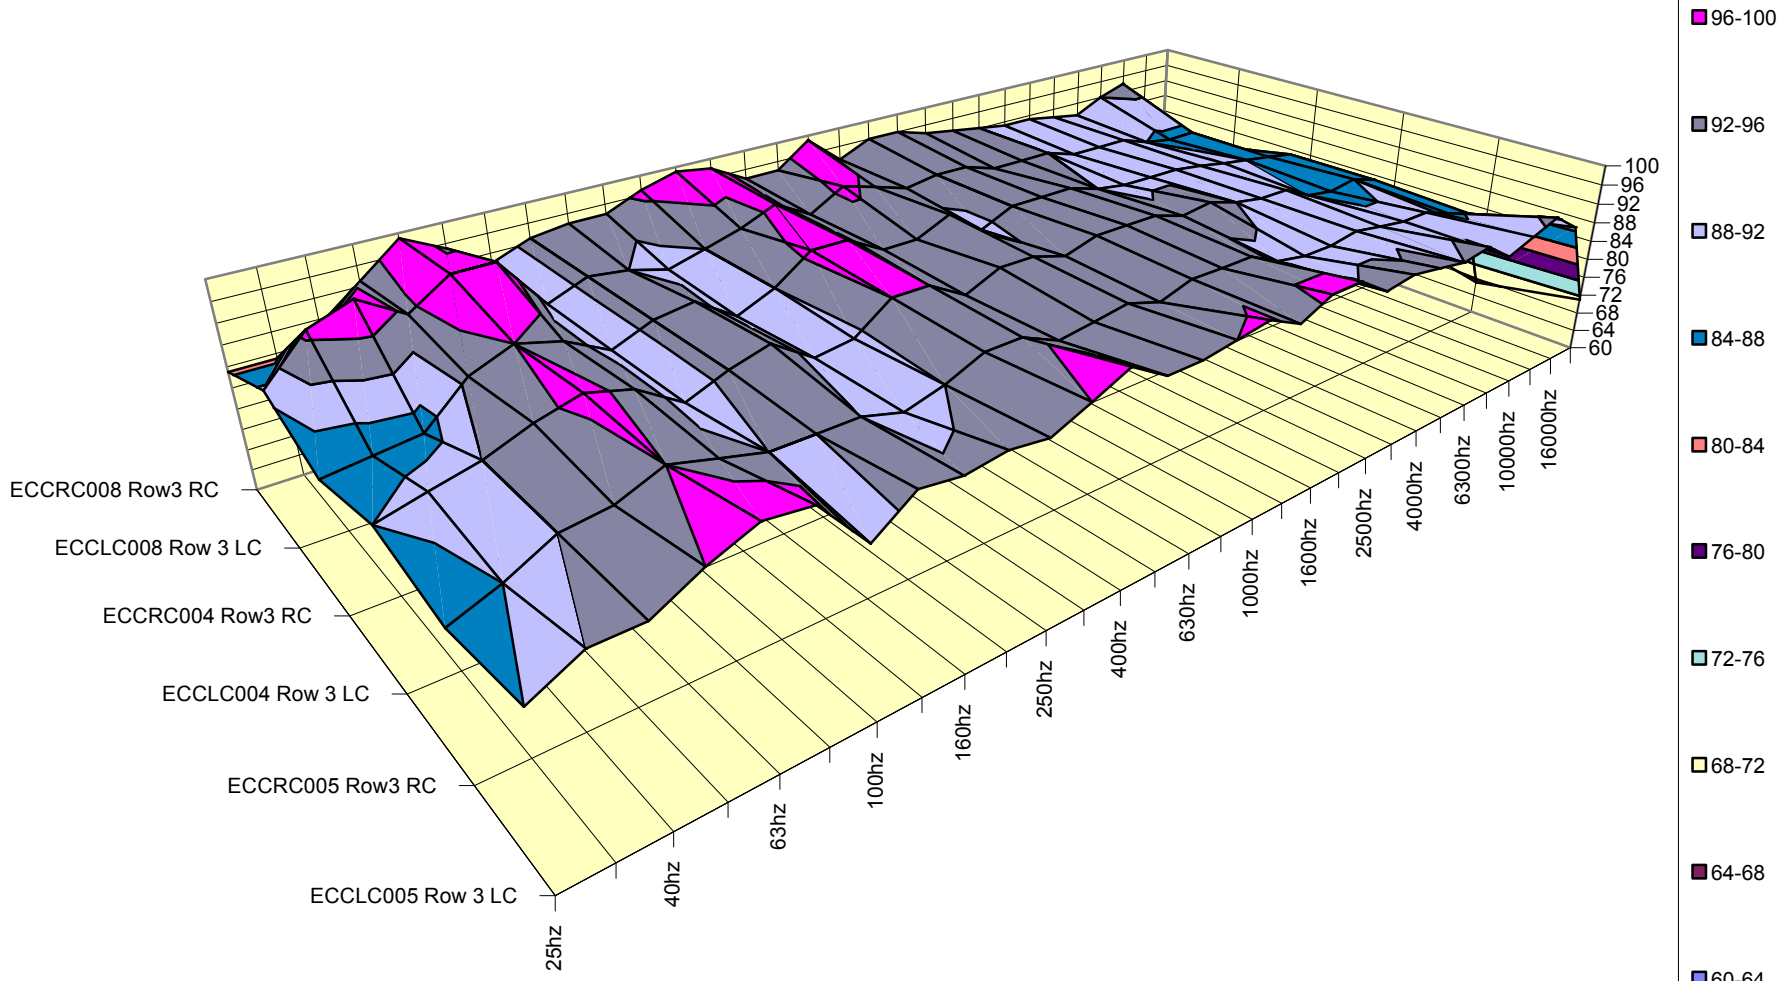 96-100
92-96
88-92
84-88
80-84
76-80
72-76
68-72
64-68
60-64
100
96
92
88
84
80
76
72
68
64
60
ECCRC008 Row3 RC
ECCLC008 Row 3 LC
ECCRC004 Row3 RC
ECCLC004 Row 3 LC
ECCRC005 Row3 RC
ECCLC005 Row 3 LC
25hz
40hz
63hz
100hz
160hz
250hz
400hz
630hz
1000hz
1600hz
2500hz
4000hz
6300hz
10000hz
16000hz